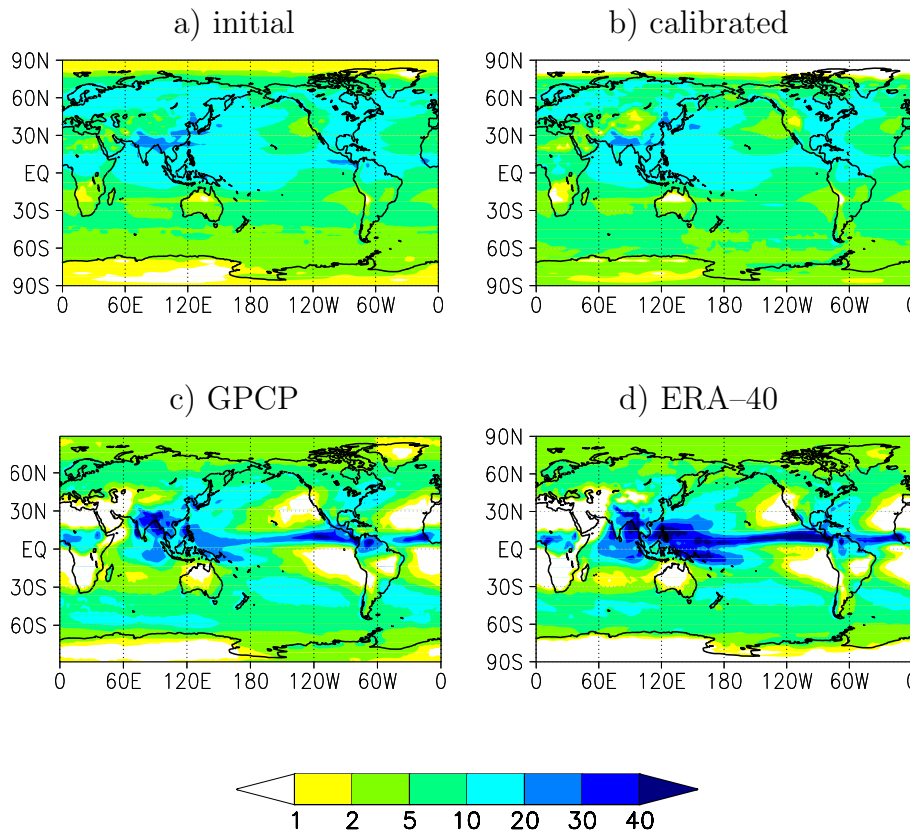 a) initial
b) calibrated
90N
60N
30N
EQ
30S
60S
90S
0 60E 120E 180 120W 60W 0
90N
60N
30N
EQ
30S
60S
90S
0 60E 120E 180 120W 60W 0
c) GPCP
d) ERA–40
60N
30N
EQ
30S
60S
0 60E 120E 180 120W 60W 0
90N
60N
30N
EQ
30S
60S
90S
0 60E 120E 180 120W 60W 0
1 2 5 10 20 30 40